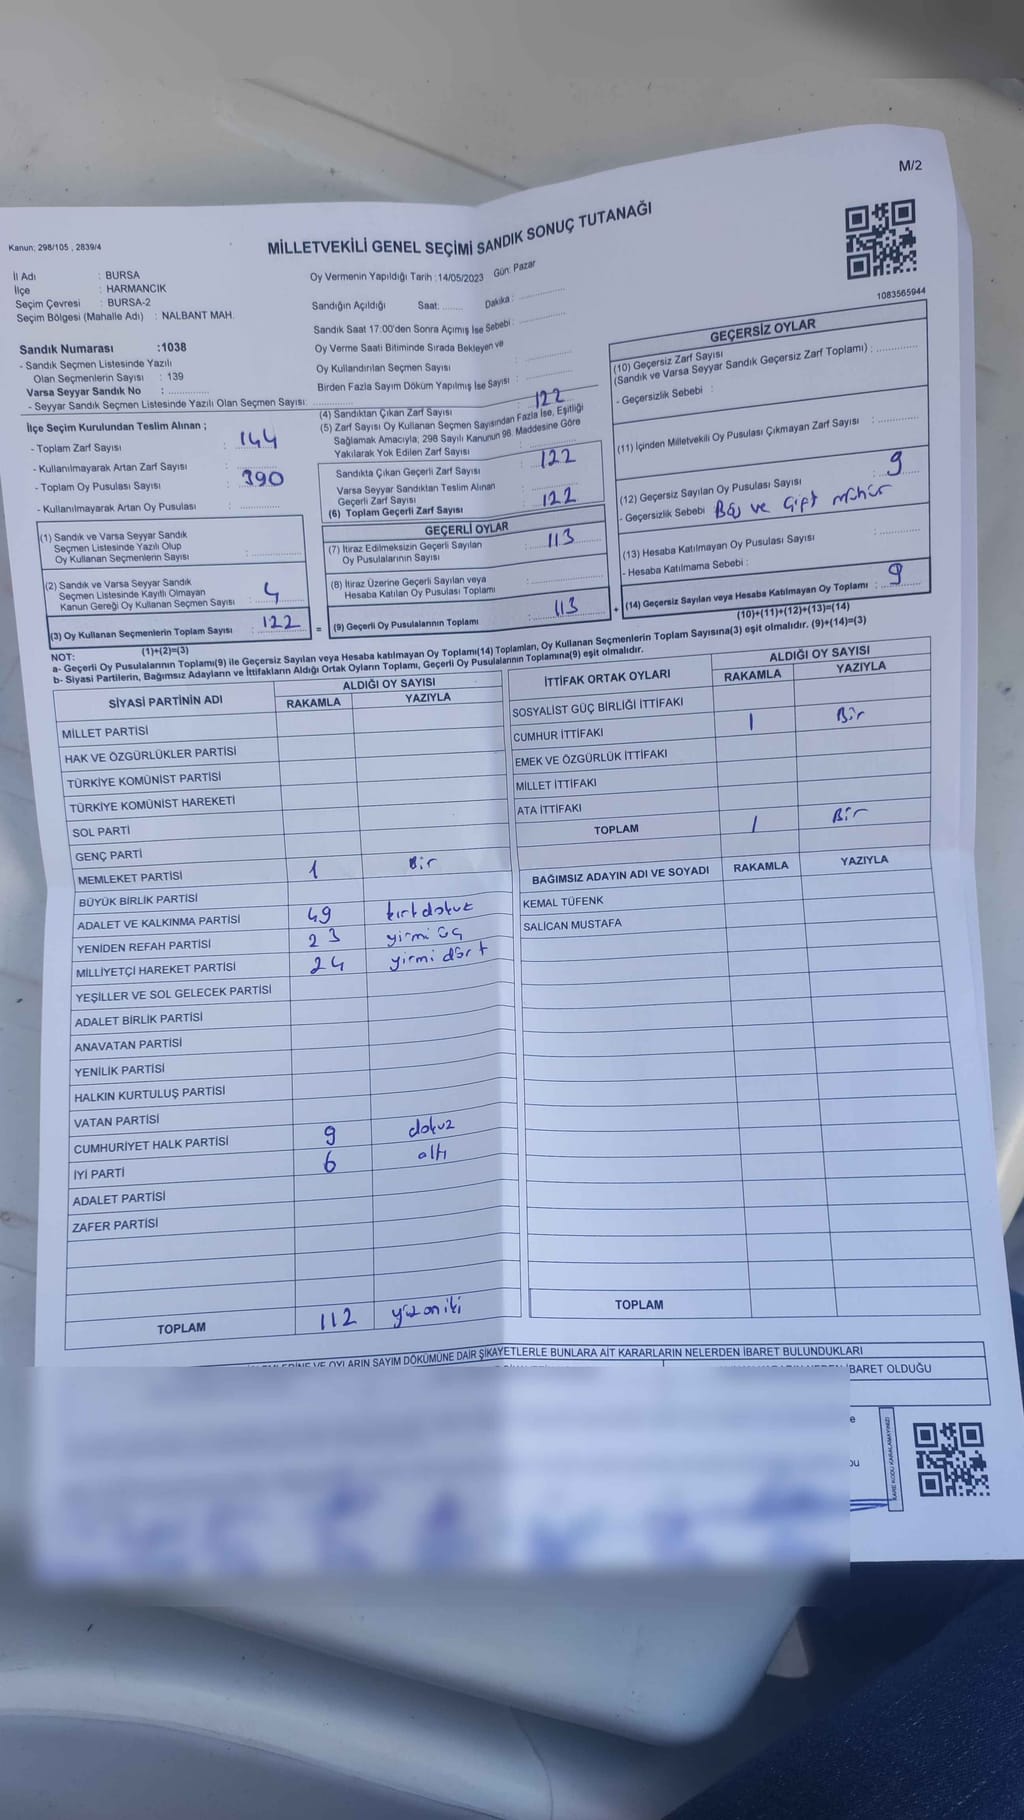 M/2
Kanun: 298/105 , 2839/4
MİLLETVEKİLİ GENEL SEÇİMİ SANDIK SONUÇ TUTANAĞI
1083565944
İl Adı : BURSA
İlçe : HARMANCIK
Seçim Çevresi : BURSA-2
Seçim Bölgesi (Mahalle Adı) : NALBANT MAH.
Sandık Numarası :1038
- Sandık Seçmen Listesinde Yazılı
Olan Seçmenlerin Sayısı : 139
Varsa Seyyar Sandık No : ............
- Seyyar Sandık Seçmen Listesinde Yazılı Olan Seçmen Sayısı: ............
Oy Vermenin Yapıldığı Tarih :14/05/2023 Gün: Pazar
Sandığın Açıldığı Saat: ........ Dakika : ............
Sandık Saat 17:00'den Sonra Açımış İse Sebebi : ............
Oy Verme Saati Bitiminde Sırada Bekleyen ve
Oy Kullandırılan Seçmen Sayısı : ............
Birden Fazla Sayım Döküm Yapılmış İse Sayısı : ............
İlçe Seçim Kurulundan Teslim Alınan ;
- Toplam Zarf Sayısı : 144
- Kullanılmayarak Artan Zarf Sayısı : ............
- Toplam Oy Pusulası Sayısı : 390
- Kullanılmayarak Artan Oy Pusulası : ............
(1) Sandık ve Varsa Seyyar Sandık
Seçmen Listesinde Yazılı Olup
Oy Kullanan Seçmenlerin Sayısı : ............
(2) Sandık ve Varsa Seyyar Sandık
Seçmen Listesinde Kayıtlı Olmayan
Kanun Gereği Oy Kullanan Seçmen Sayısı : 4
(3) Oy Kullanan Seçmenlerin Toplam Sayısı : 122
(1)+(2)=(3)
(4) Sandıktan Çıkan Zarf Sayısı : 122
(5) Zarf Sayısı Oy Kullanan Seçmen Sayısından Fazla İse, Eşitliği
Sağlamak Amacıyla, 298 Sayılı Kanunun 98. Maddesine Göre
Yakılarak Yok Edilen Zarf Sayısı : ............
Sandıkta Çıkan Geçerli Zarf Sayısı : 122
Varsa Seyyar Sandıktan Teslim Alınan
Geçerli Zarf Sayısı : ............
(6) Toplam Geçerli Zarf Sayısı : 122
GEÇERLİ OYLAR
(7) İtiraz Edilmeksizin Geçerli Sayılan
Oy Pusulalarının Sayısı : 113
(8) İtiraz Üzerine Geçerli Sayılan veya
Hesaba Katılan Oy Pusulası Toplamı : ............
= (9) Geçerli Oy Pusulalarının Toplamı : 113 +
GEÇERSİZ OYLAR
(10) Geçersiz Zarf Sayısı
(Sandık ve Varsa Seyyar Sandık Geçersiz Zarf Toplamı) : ............
- Geçersizlik Sebebi :
(11) İçinden Milletvekili Oy Pusulası Çıkmayan Zarf Sayısı : ............
(12) Geçersiz Sayılan Oy Pusulası Sayısı : 9
- Geçersizlik Sebebi : Boş ve Çift mühür
(13) Hesaba Katılmayan Oy Pusulası Sayısı : ............
- Hesaba Katılmama Sebebi :
(14) Geçersiz Sayılan veya Hesaba Katılmayan Oy Toplamı : 9
(10)+(11)+(12)+(13)=(14)
NOT:
a- Geçerli Oy Pusulalarının Toplamı(9) ile Geçersiz Sayılan veya Hesaba katılmayan Oy Toplamı(14) Toplamları, Oy Kullanan Seçmenlerin Toplam Sayısına(3) eşit olmalıdır. (9)+(14)=(3)
b- Siyasi Partilerin, Bağımsız Adayların ve İttifakların Aldığı Ortak Oyların Toplamı, Geçerli Oy Pusulalarının Toplamına(9) eşit olmalıdır.
SİYASİ PARTİNİN ADI ALDIĞI OY SAYISI
RAKAMLA YAZIYLA
MİLLET PARTİSİ
HAK VE ÖZGÜRLÜKLER PARTİSİ
TÜRKİYE KOMÜNİST PARTİSİ
TÜRKİYE KOMÜNİST HAREKETİ
SOL PARTİ
GENÇ PARTİ
MEMLEKET PARTİSİ 1 Bir
BÜYÜK BİRLİK PARTİSİ
ADALET VE KALKINMA PARTİSİ 49 kırkdokuz
YENİDEN REFAH PARTİSİ 23 yirmi üç
MİLLİYETÇİ HAREKET PARTİSİ 24 yirmi dört
YEŞİLLER VE SOL GELECEK PARTİSİ
ADALET BİRLİK PARTİSİ
ANAVATAN PARTİSİ
YENİLİK PARTİSİ
HALKIN KURTULUŞ PARTİSİ
VATAN PARTİSİ
CUMHURİYET HALK PARTİSİ 9 dokuz
İYİ PARTİ 6 altı
ADALET PARTİSİ
ZAFER PARTİSİ
TOPLAM 112 yüz on iki
İTTİFAK ORTAK OYLARI ALDIĞI OY SAYISI
RAKAMLA YAZIYLA
SOSYALİST GÜÇ BİRLİĞİ İTTİFAKI
CUMHUR İTTİFAKI 1 Bir
EMEK VE ÖZGÜRLÜK İTTİFAKI
MİLLET İTTİFAKI
ATA İTTİFAKI
TOPLAM 1 Bir
BAĞIMSIZ ADAYIN ADI VE SOYADI RAKAMLA YAZIYLA
KEMAL TÜFENK
SALİCAN MUSTAFA
TOPLAM
VE OYLARIN SAYIM DÖKÜMÜNE DAİR ŞİKAYETLERLE BUNLARA AİT KARARLARIN NELERDEN İBARET BULUNDUKLARI
İBARET OLDUĞU
KARE KODU KARALAMAYINIZ!